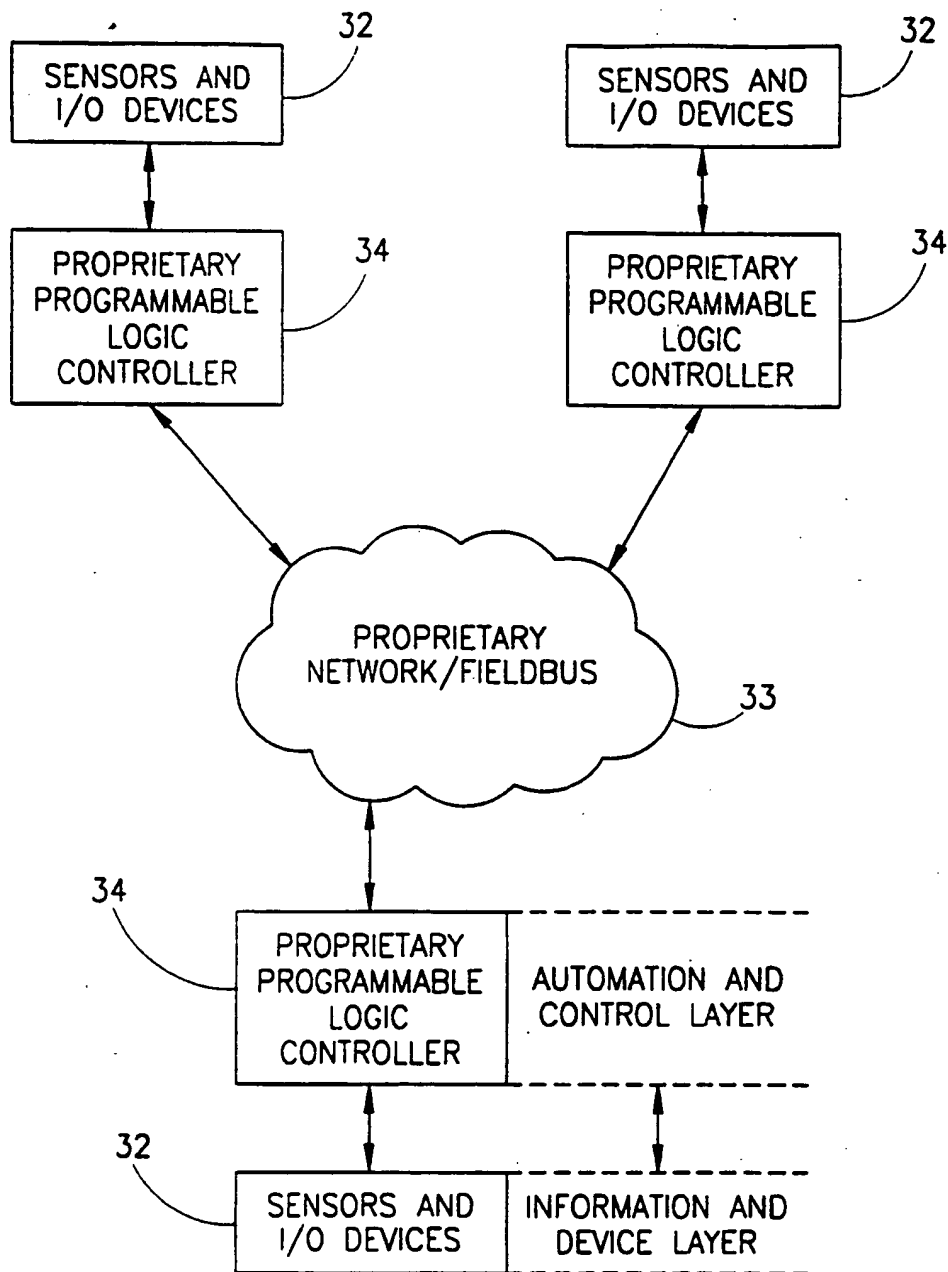 32
32
SENSORS AND
I/O DEVICES
SENSORS AND
I/O DEVICES
34
34
PROPRIETARY
PROGRAMMABLE
LOGIC
CONTROLLER
PROPRIETARY
PROGRAMMABLE
LOGIC
CONTROLLER
PROPRIETARY
NETWORK/FIELDBUS
33
34
PROPRIETARY
PROGRAMMABLE
LOGIC
CONTROLLER
AUTOMATION AND
CONTROL LAYER
32
SENSORS AND
I/O DEVICES
INFORMATION AND
DEVICE LAYER